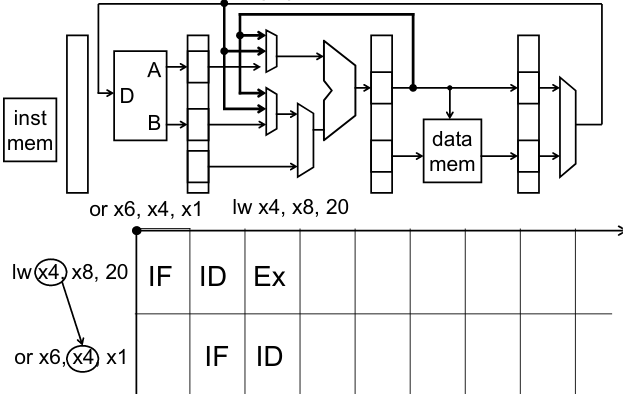 A
D
B
inst
mem
data
mem
or x6, x4, x1
lw x4, x8, 20
lw x4, x8, 20
IF
ID
Ex
or x6, x4, x1
IF
ID